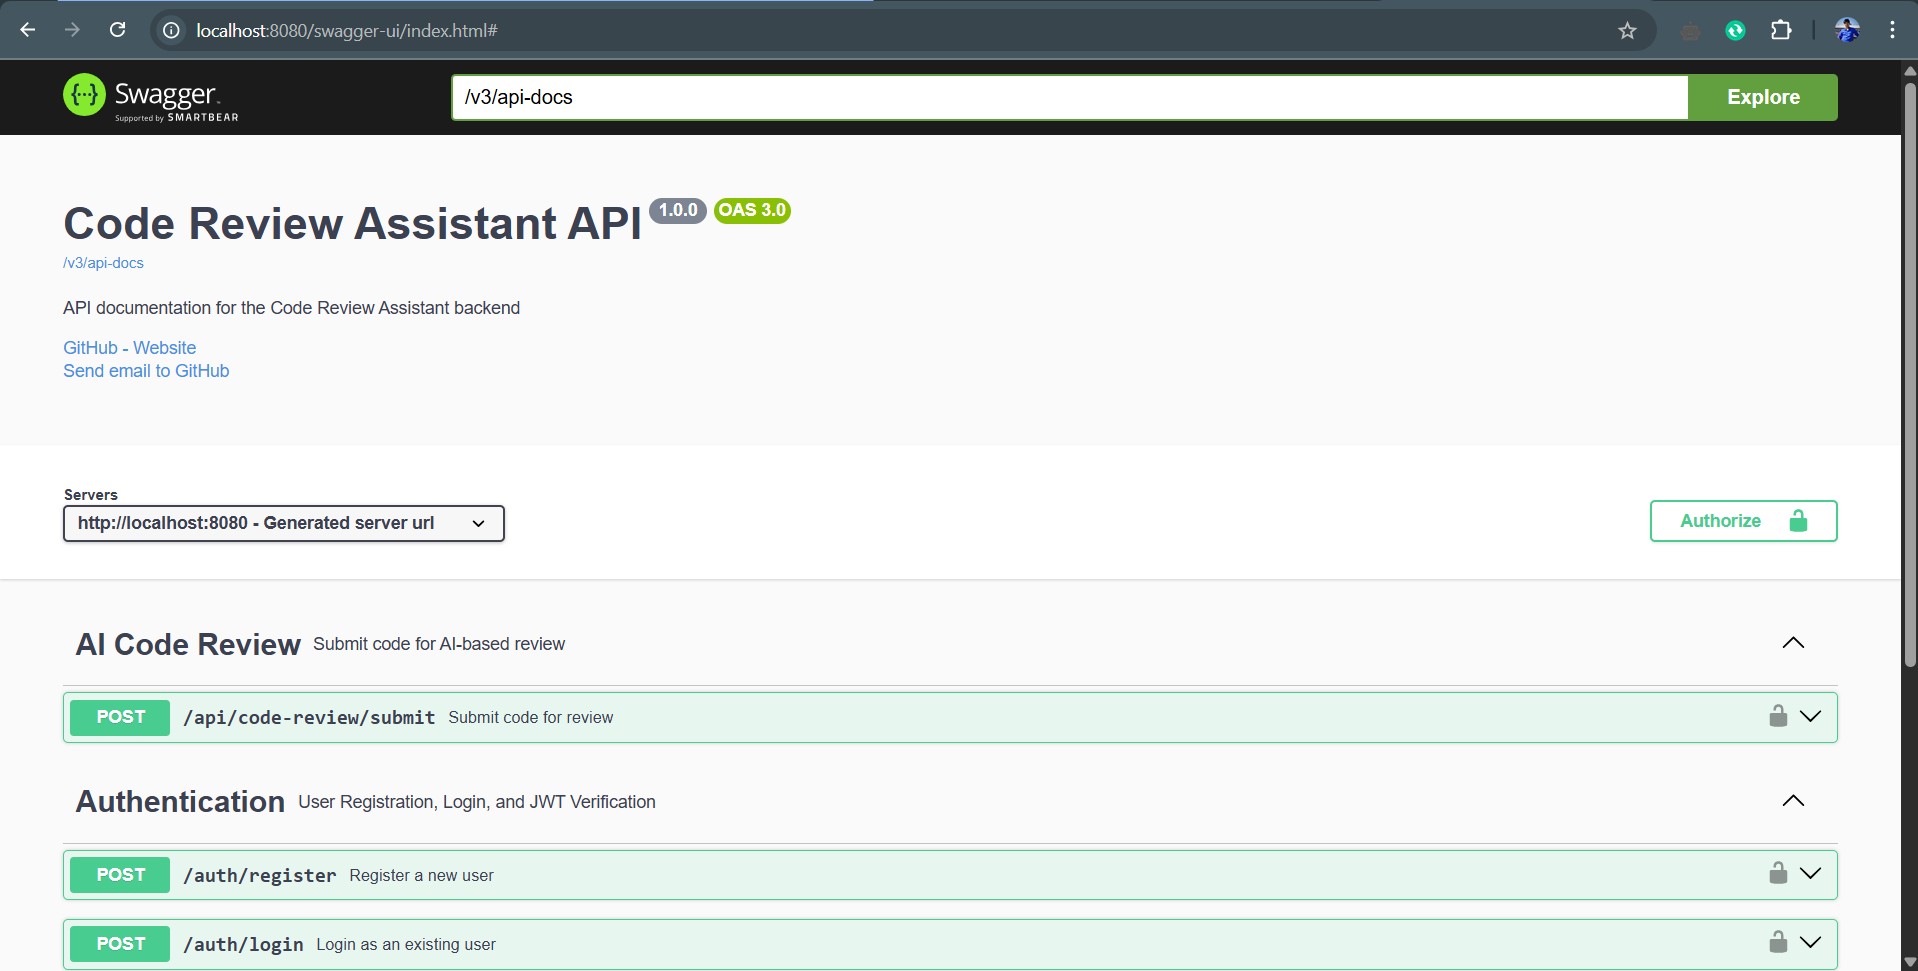 localhost:8080/swagger-ui/index.html#
{···} Swagger.
Supported by SMARTBEAR
/v3/api-docs
Explore
Code Review Assistant API 1.0.0 OAS 3.0
/v3/api-docs
API documentation for the Code Review Assistant backend
GitHub - Website
Send email to GitHub
Servers
http://localhost:8080 - Generated server url
Authorize
AI Code Review Submit code for AI-based review
POST /api/code-review/submit Submit code for review
Authentication User Registration, Login, and JWT Verification
POST /auth/register Register a new user
POST /auth/login Login as an existing user